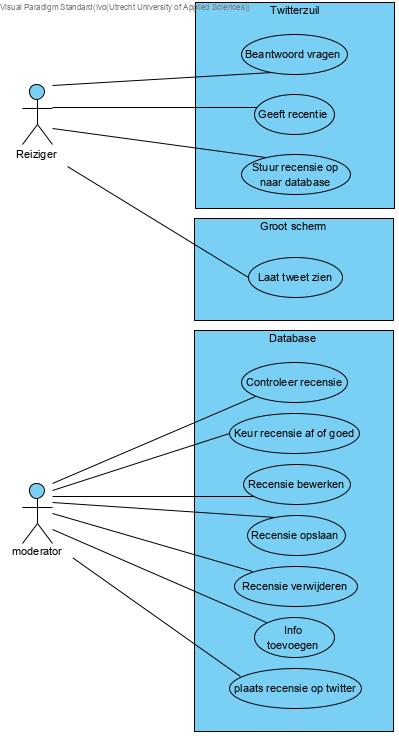 Visual Paradigm Standard(Ivo(Utrecht University of Applied Sciences))
Twitterzuil
Beantwoord vragen
Geeft recentie
Reiziger
Stuur recensie op
naar database
Groot scherm
Laat tweet zien
Database
Controleer recensie
Keur recensie af of goed
Recensie bewerken
Recensie opslaan
moderator
Recensie verwijderen
Info
toevoegen
plaats recensie op twitter